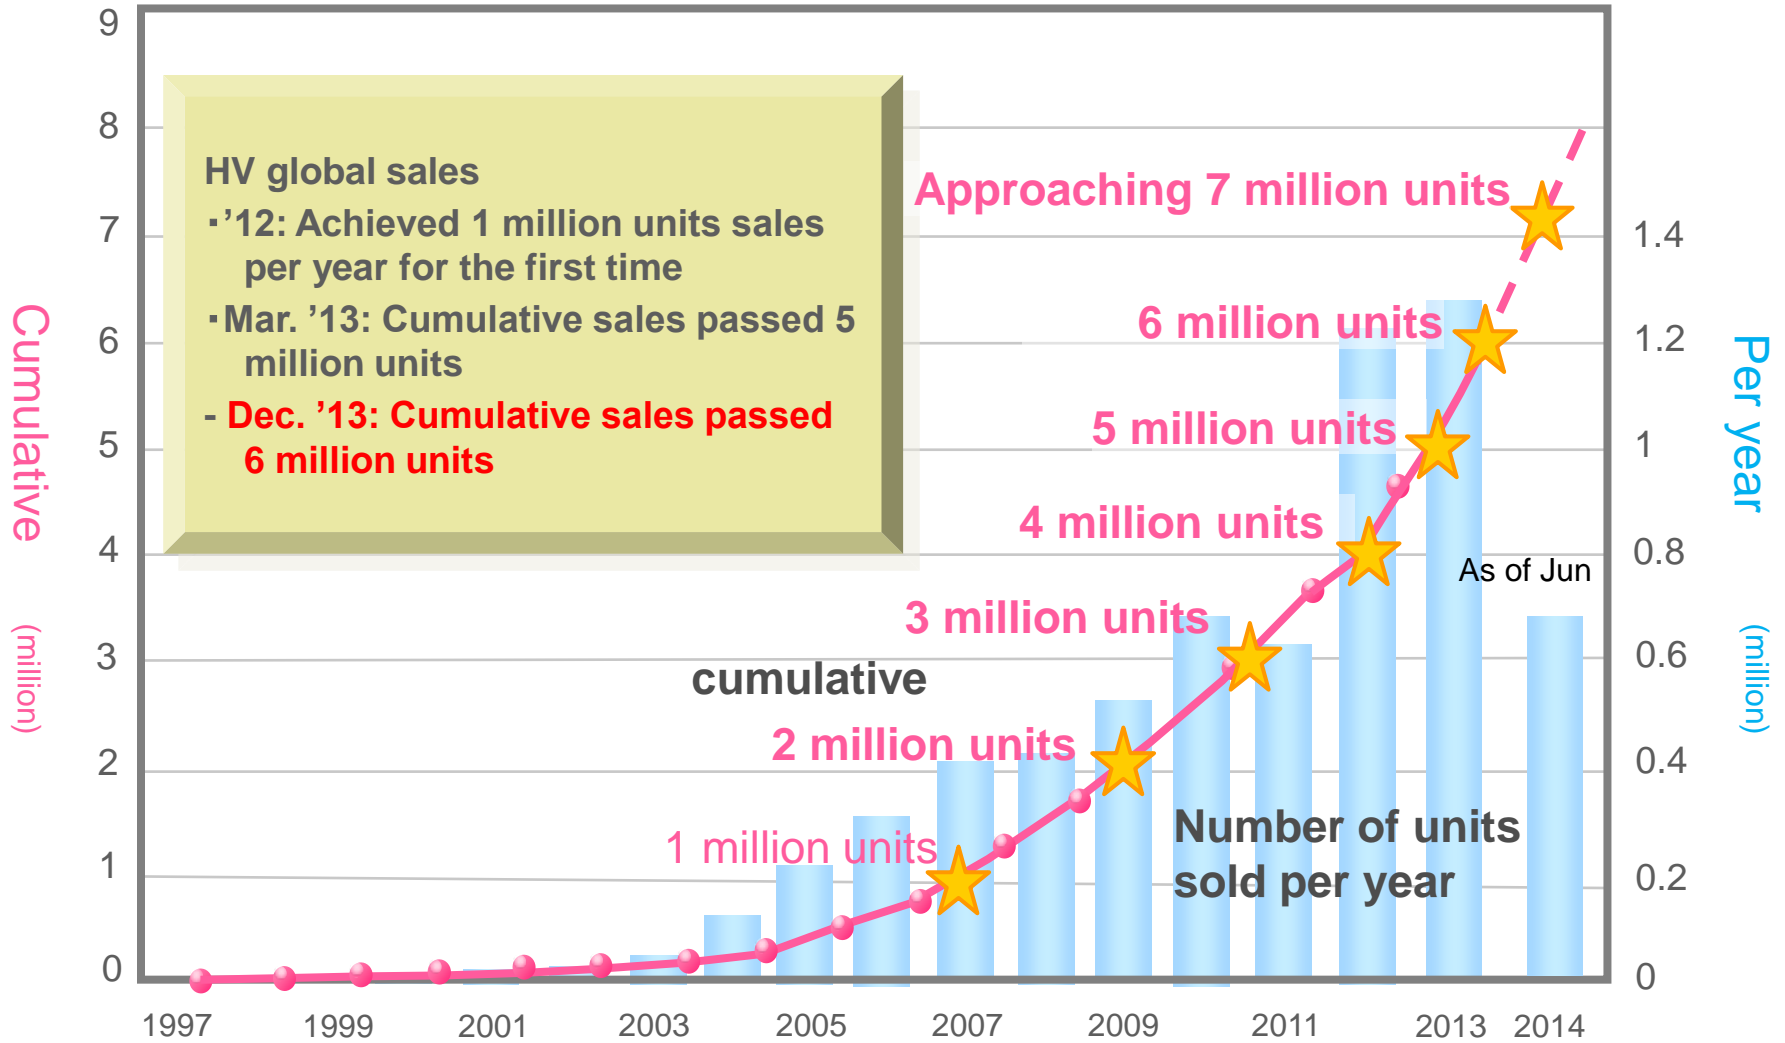 9
8
7
6
5
4
3
2
1
0
Cumulative
(million)
HV global sales
・’12: Achieved 1 million units sales
per year for the first time
・Mar. ’13: Cumulative sales passed 5
million units
- Dec. ’13: Cumulative sales passed
6 million units
Approaching 7 million units
6 million units
5 million units
4 million units
3 million units
2 million units
1 million units
cumulative
As of Jun
Number of units
sold per year
1.4
1.2
1
0.8
0.6
0.4
0.2
0
Per year
(million)
1997 1999 2001 2003 2005 2007 2009 2011 2013 2014